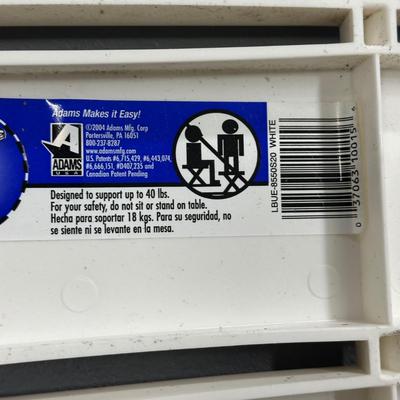 Adams Makes it Easy!
©2004 Adams Mfg. Corp
Portersville, PA 16051
800-237-8287
www.adamsmfg.com
U.S. Patents #6,715,429, #6,443,074,
#6,666,151, #D407,235 and
Canadian Patent Pending
A
ADAMS
USA
Designed to support up to 40 lbs.
For your safety, do not sit or stand on table.
Hecha para soportar 18 kgs. Para su seguridad, no
se siente ni se levante en la mesa.
LBUE-8550S20 WHITE
0 37063 10015 4